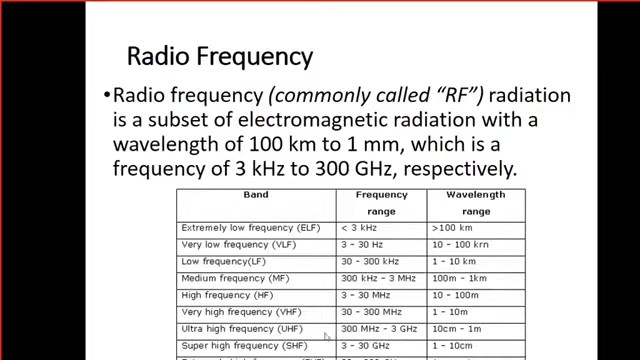 Radio Frequency
•Radio frequency (commonly called “RF”) radiation
is a subset of electromagnetic radiation with a
wavelength of 100 km to 1 mm, which is a
frequency of 3 kHz to 300 GHz, respectively.
Band Frequency range Wavelength range
Extremely low frequency (ELF) < 3 kHz >100 km
Very low frequency (VLF) 3 - 30 Hz 10 - 100 krn
Low frequency(LF) 30 - 300 kHz 1 - 10 km
Medium frequency (MF) 300 kHz - 3 MHz 100m - 1km
High frequency (HF) 3 - 30 MHz 10 - 100m
Very high frequency (VHF) 30 - 300 MHz 1 - 10m
Ultra high frequency (UHF) 300 MHz - 3 GHz 10cm - 1m
Super high frequency (SHF) 3 - 30 GHz 1 - 10cm